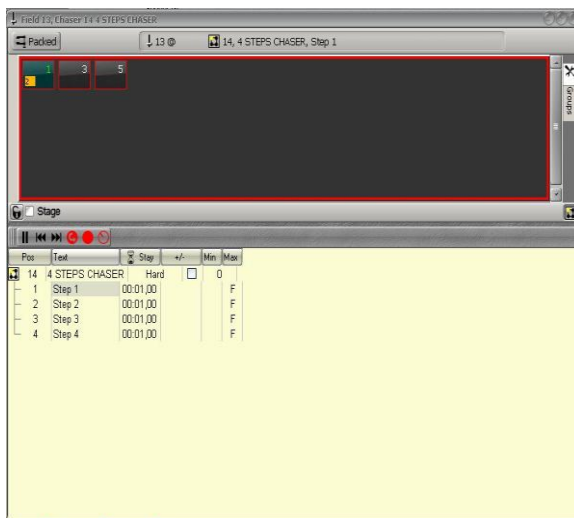 Field 13, Chaser 14 4 STEPS CHASER
Packed
13 @ 14, 4 STEPS CHASER, Step 1
1 3 5
2
Groups
Stage
Pos Text Stay +/- Min Max
14 4 STEPS CHASER Hard 0
1 Step 1 00:01,00 F
2 Step 2 00:01,00 F
3 Step 3 00:01,00 F
4 Step 4 00:01,00 F